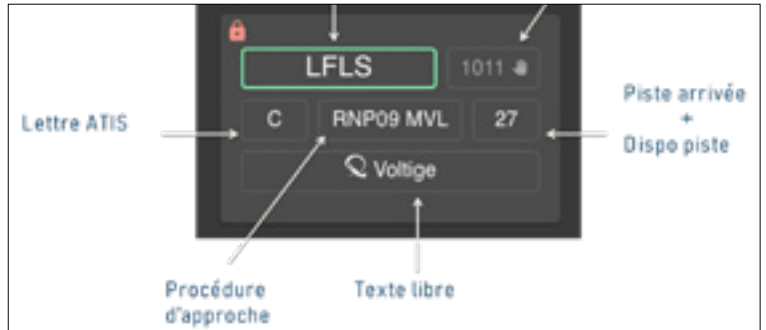 LFLS
1011
Lettre ATIS
C
RNP09 MVL
27
Piste arrivée
+
Dispo piste
Voltige
Procédure
d'approche
Texte libre